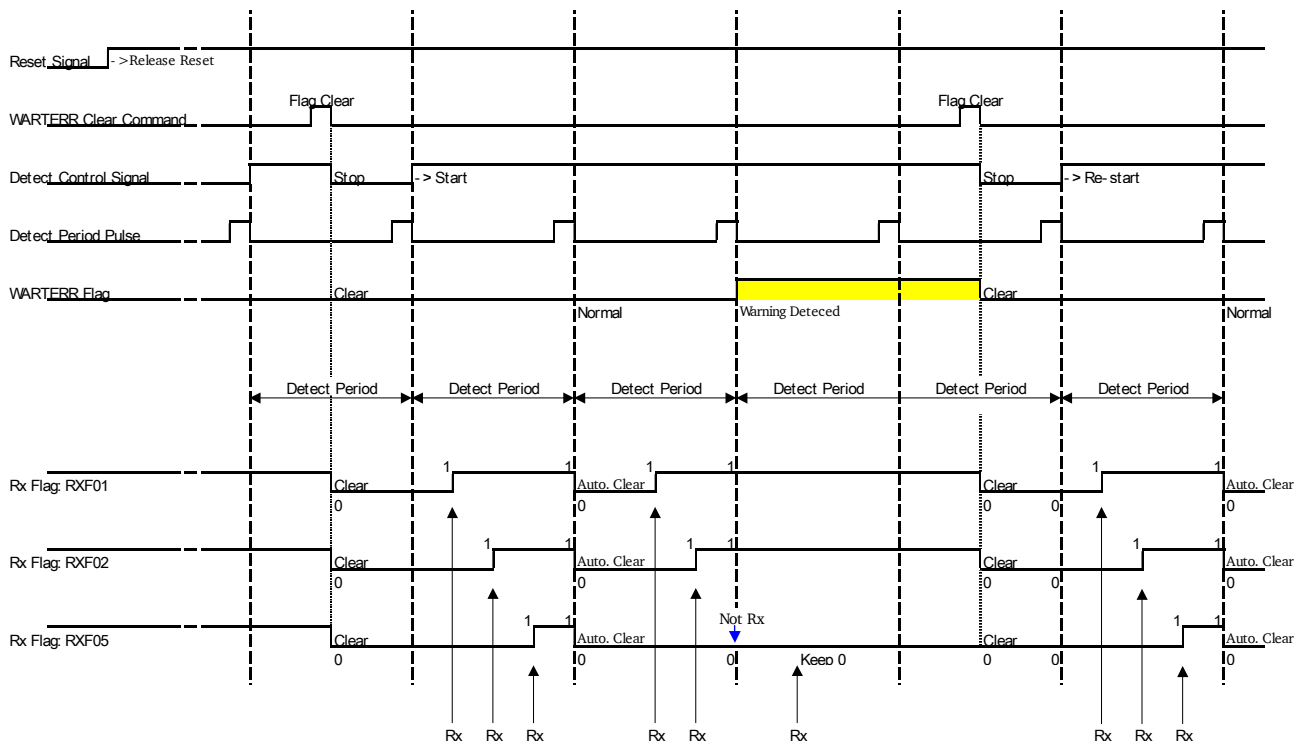 Reset Signal - >Release Reset
Flag Clear Flag Clear
WARTERR Clear Command
Detect Control Signal Stop - > Start Stop - > Re- start
Detect Period Pulse
WARTERR Flag Clear Clear
Normal Warning Deteced Normal
Detect Period Detect Period Detect Period Detect Period Detect Period Detect Period
1 1 1 1 1 1
Rx Flag: RXF01 Clear Auto. Clear Clear Auto. Clear
0 0 0 0 0
1 1 1 1 1 1
Rx Flag: RXF02 Clear Auto. Clear Clear Auto. Clear
0 0 0 0 0
1 1 Not Rx 1 1
Rx Flag: RXF05 Clear Auto. Clear Clear Auto. Clear
0 0 0 Keep 0 0 0 0
Rx Rx Rx Rx Rx Rx Rx Rx Rx